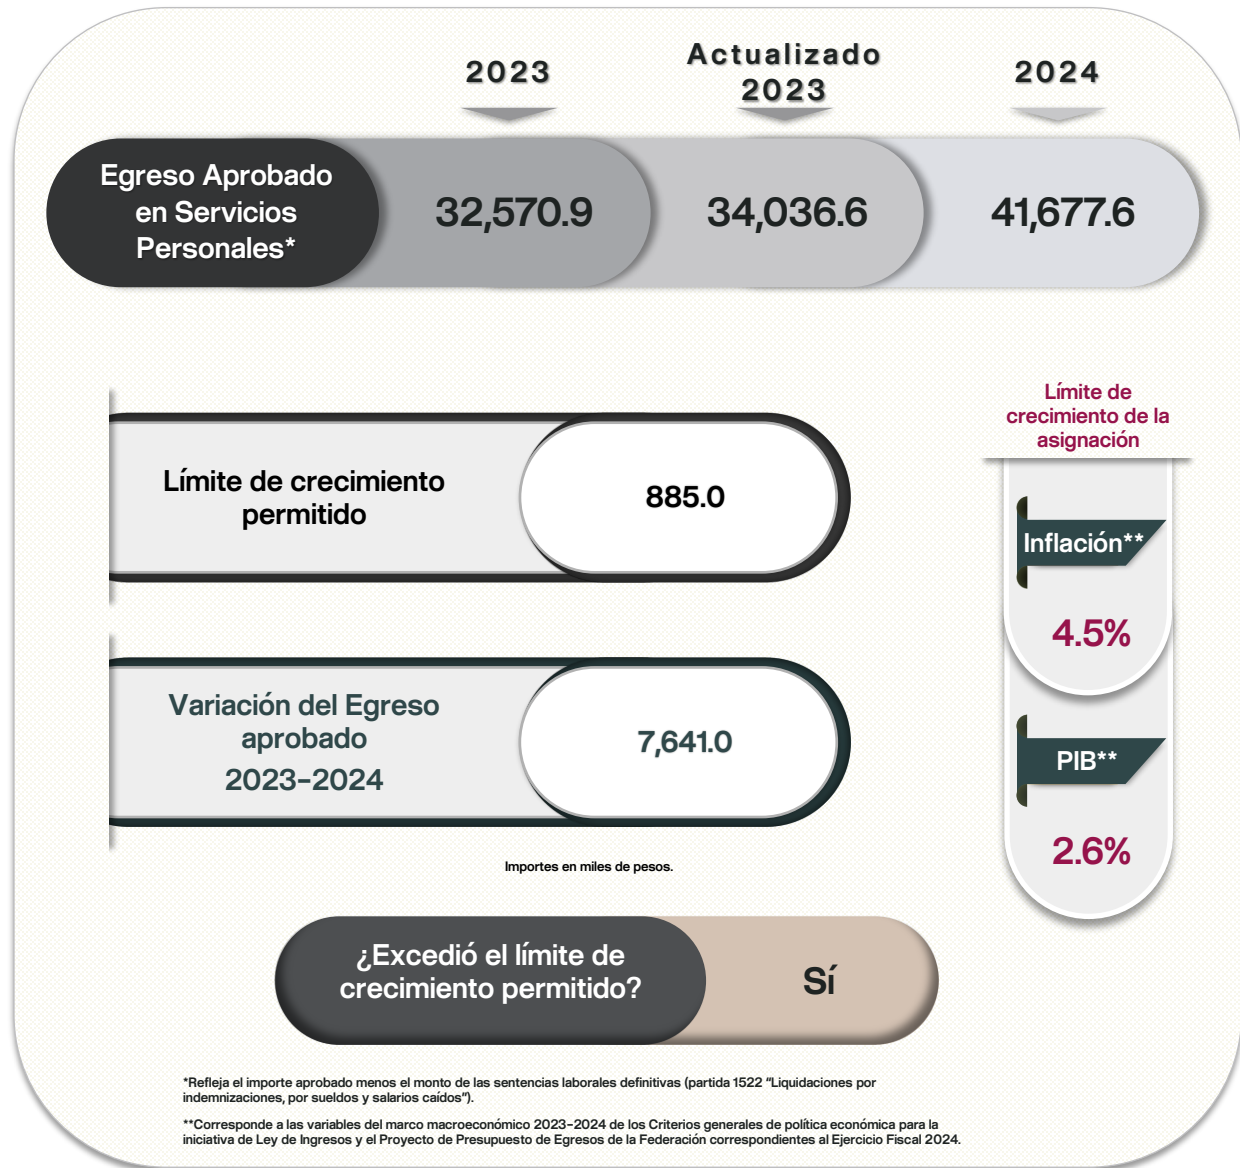 2023
Actualizado
2023
2024
Egreso Aprobado
en Servicios
Personales*
32,570.9
34,036.6
41,677.6
Límite de crecimiento
permitido
885.0
Variación del Egreso
aprobado
2023-2024
7,641.0
Límite de
crecimiento de la
asignación
Inflación**
4.5%
PIB**
2.6%
Importes en miles de pesos.
¿Excedió el límite de
crecimiento permitido?
Sí
*Refleja el importe aprobado menos el monto de las sentencias laborales definitivas (partida 1522 "Liquidaciones por
indemnizaciones, por sueldos y salarios caídos").
**Corresponde a las variables del marco macroeconómico 2023-2024 de los Criterios generales de política económica para la
iniciativa de Ley de Ingresos y el Proyecto de Presupuesto de Egresos de la Federación correspondientes al Ejercicio Fiscal 2024.